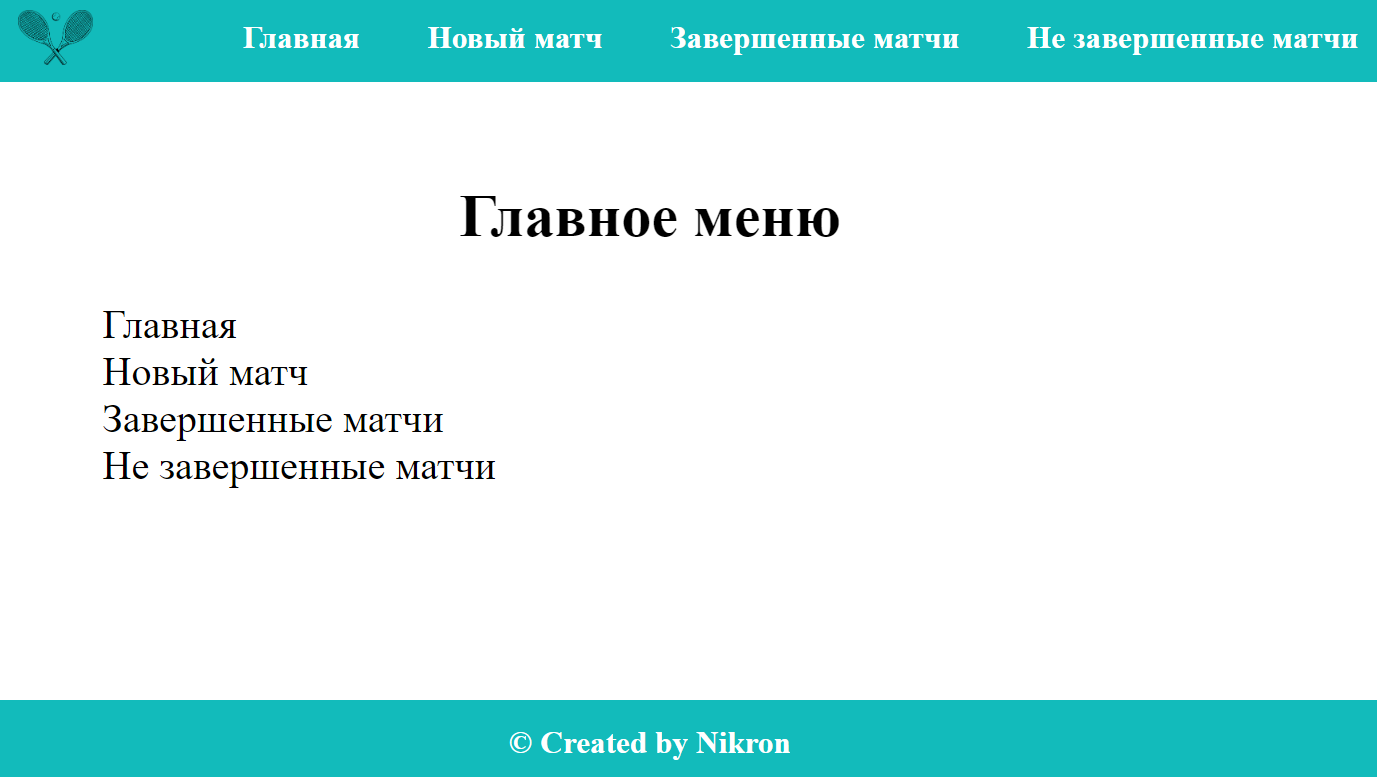 Главная Новый матч Завершенные матчи Не завершенные матчи
Главное меню
Главная
Новый матч
Завершенные матчи
Не завершенные матчи
© Created by Nikron